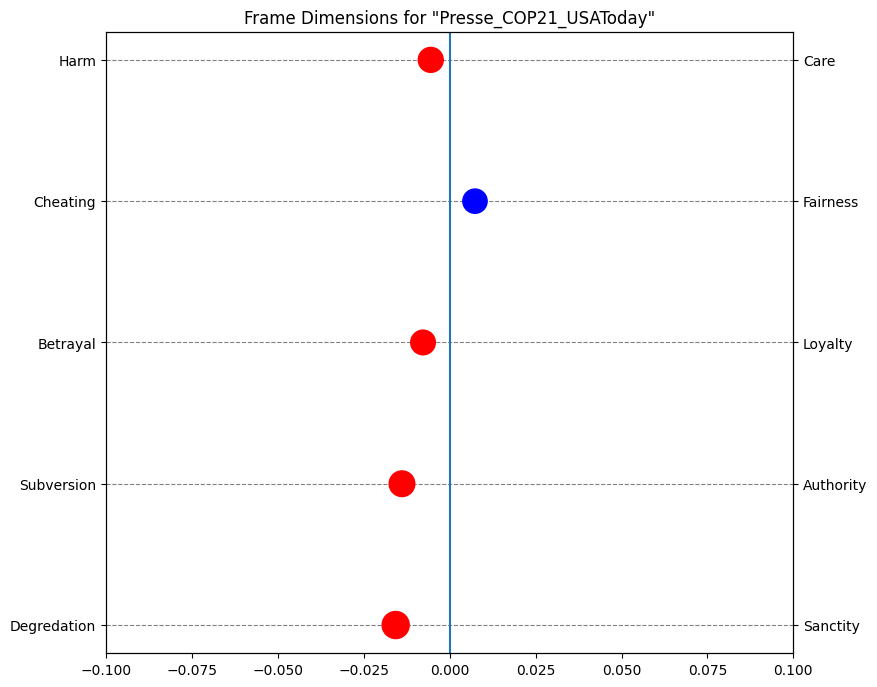 Frame Dimensions for "Presse_COP21_USAToday"
Harm Care
Cheating Fairness
Betrayal Loyalty
Subversion Authority
Degredation Sanctity
−0.100 −0.075 −0.050 −0.025 0.000 0.025 0.050 0.075 0.100